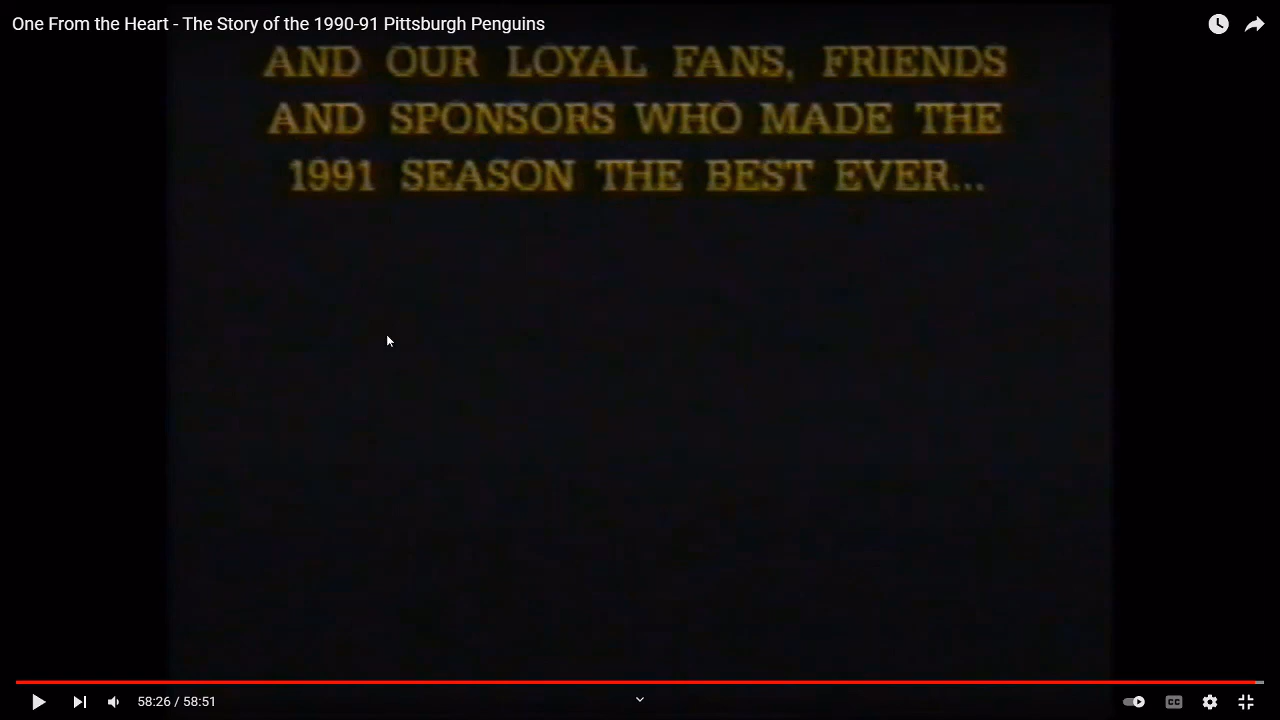 One From the Heart - The Story of the 1990-91 Pittsburgh Penguins
AND OUR LOYAL FANS, FRIENDS
AND SPONSORS WHO MADE THE
1991 SEASON THE BEST EVER...
58:26 / 58:51
CC